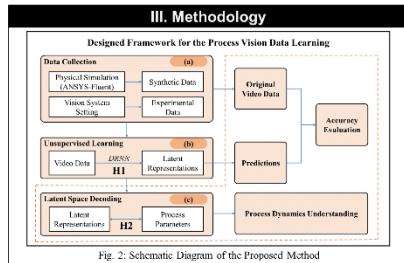 III. Methodology
Designed Framework for the Process Vision Data Learning
Data Collection
(a)
Physical Simulation
(ANSYS-Fluent)
Synthetic Data
Vision System
Setting
Experimental
Data
Original
Video Data
Accuracy
Evaluation
Unsupervised Learning
(b)
Video Data
DRNN
H1
Latent
Representations
Predictions
Latent Space Decoding
(c)
Latent
Representations
H2
Process
Parameters
Process Dynamics Understanding
Fig. 2: Schematic Diagram of the Proposed Method